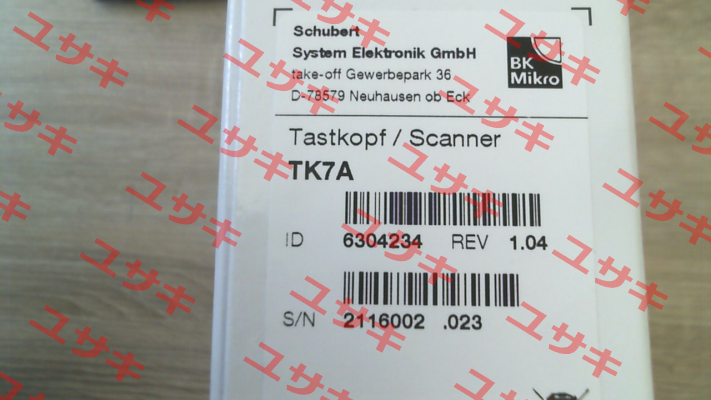 Schubert
System Elektronik GmbH
take-off Gewerbepark 36
D-78579 Neuhausen ob Eck
BK
Mikro
Tastkopf / Scanner
TK7A
ID 6304234 REV 1.04
S/N 2116002 .023
ユサキ